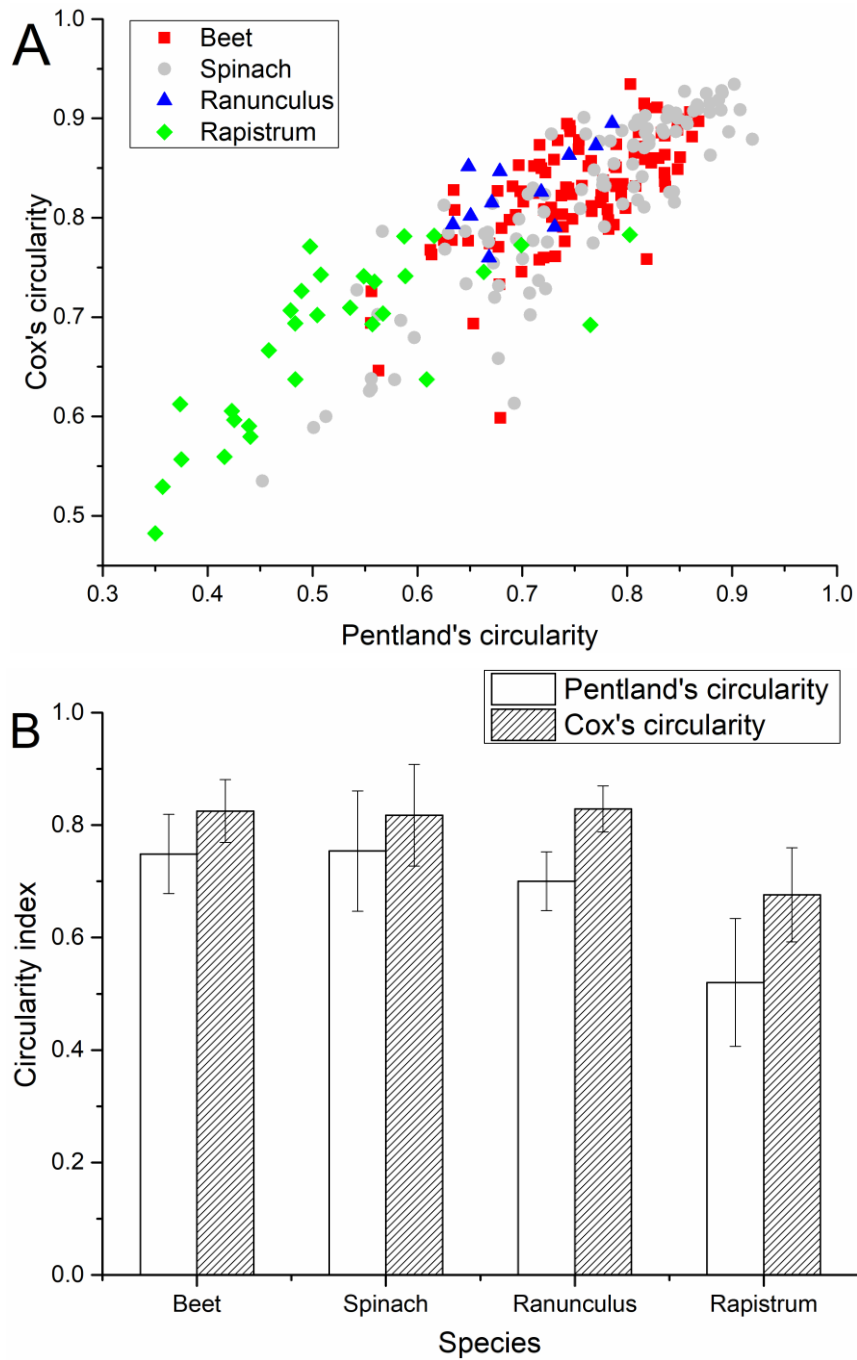 A
Beet
Spinach
Ranunculus
Rapistrum
1.0
0.9
0.8
0.7
0.6
0.5
Cox's circularity
0.3 0.4 0.5 0.6 0.7 0.8 0.9 1.0
Pentland's circularity
B
Pentland's circularity
Cox's circularity
1.0
0.8
0.6
0.4
0.2
0.0
Circularity index
Beet Spinach Ranunculus Rapistrum
Species